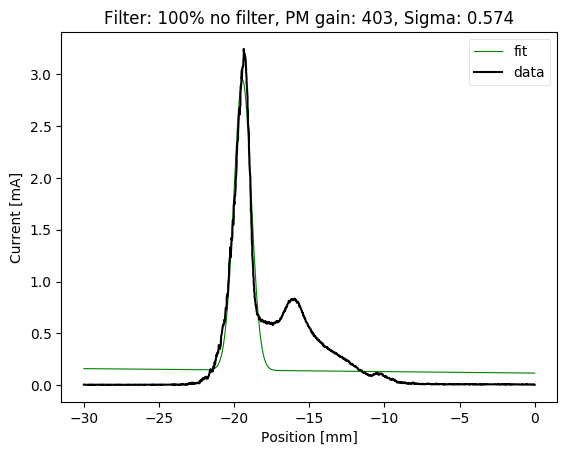 Filter: 100% no filter, PM gain: 403, Sigma: 0.574
fit
data
3.0
2.5
2.0
1.5
1.0
0.5
0.0
Current [mA]
−30 −25 −20 −15 −10 −5 0
Position [mm]